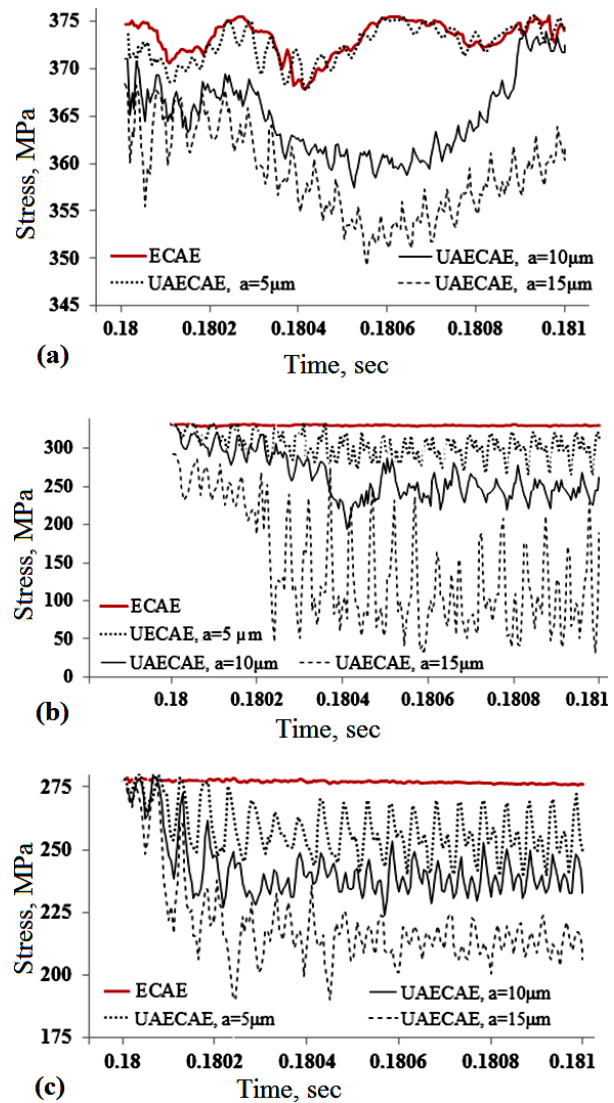 375
370
365
360
355
350
345
Stress, MPa
ECAE
UAECAE, a=5μm
UAECAE, a=10μm
UAECAE, a=15μm
0.18 0.1802 0.1804 0.1806 0.1808 0.181
(a)
Time, sec
300
250
200
150
100
50
0
Stress, MPa
ECAE
UECAE, a=5 μm
UAECAE, a=10μm UAECAE, a=15μm
0.18 0.1802 0.1804 0.1806 0.1808 0.181
(b)
Time, sec
275
250
225
200
175
Stress, MPa
ECAE
UAECAE, a=5μm
UAECAE, a=10μm
UAECAE, a=15μm
0.18 0.1802 0.1804 0.1806 0.1808 0.181
(c)
Time, sec